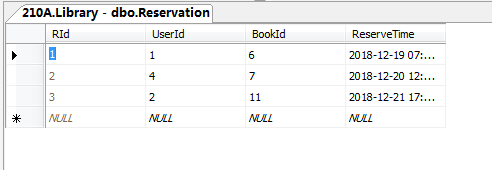 210A.Library - dbo.Reservation
RId UserId BookId ReserveTime
1 1 6 2018-12-19 07:...
2 4 7 2018-12-20 12:...
3 2 11 2018-12-21 17:...
NULL NULL NULL NULL